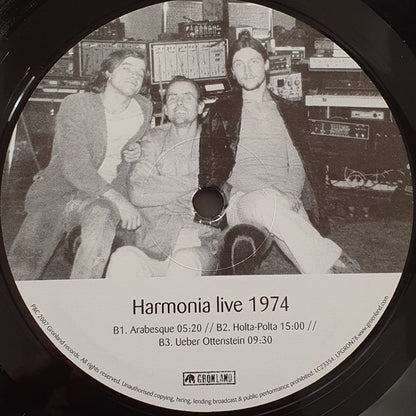 Harmonia live 1974
B1. Arabesque 05:20 // B2. Holta-Polta 15:00 //
B3. Ueber Ottenstein 09:30
GRÖNLAND
P&C 2007 Grönland records. All rights reserved. Unauthorised copying, hiring, lending broadcast & public performance prohibited. LC23354, LPGRON78 www.groenland.com